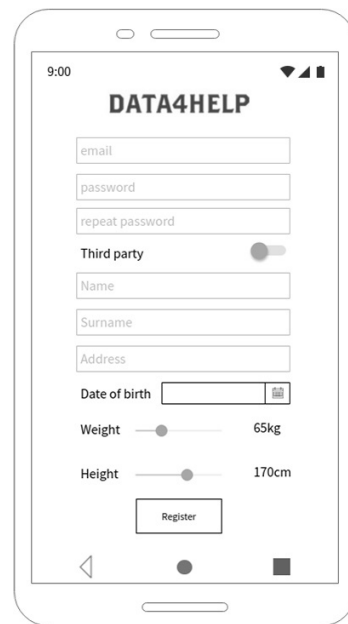 9:00
DATA4HELP
email
password
repeat password
Third party
Name
Surname
Address
Date of birth
Weight 65kg
Height 170cm
Register